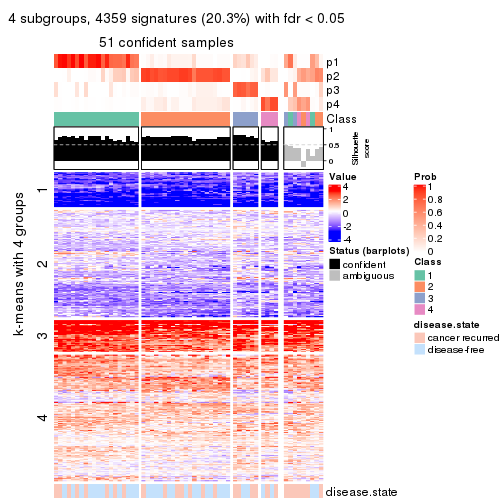 4 subgroups, 4359 signatures (20.3%) with fdr < 0.05
51 confident samples
p1
p2
p3
p4
Class
1
0.5
0
Silhouette
score
k-means with 4 groups
1
2
3
4
Value
4
2
0
-2
-4
Status (barplots)
confident
ambiguous
Prob
1
0.8
0.6
0.4
0.2
0
Class
1
2
3
4
disease.state
cancer recurred
disease-free
disease.state